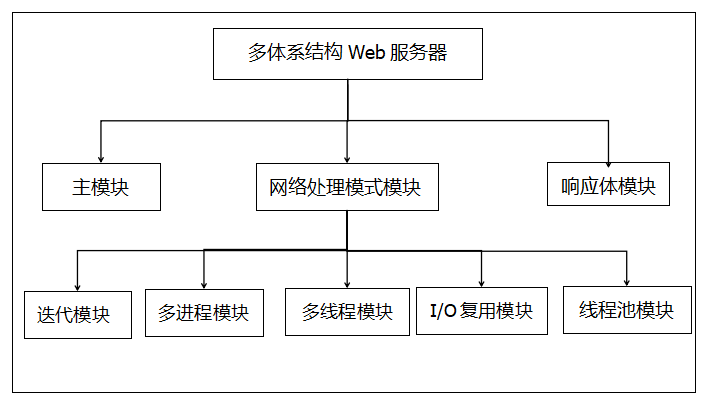 多体系结构 Web 服务器
主模块
网络处理模式模块
响应体模块
迭代模块
多进程模块
多线程模块
I/O 复用模块
线程池模块